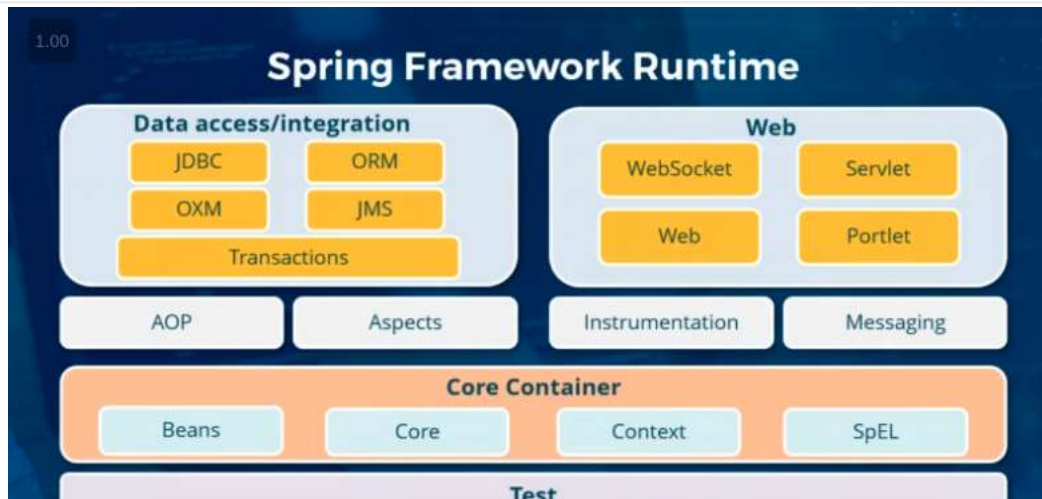 1.00
Spring Framework Runtime
Data access/integration
JDBC
ORM
OXM
JMS
Transactions
Web
WebSocket
Servlet
Web
Portlet
AOP
Aspects
Instrumentation
Messaging
Core Container
Beans
Core
Context
SpEL
Test